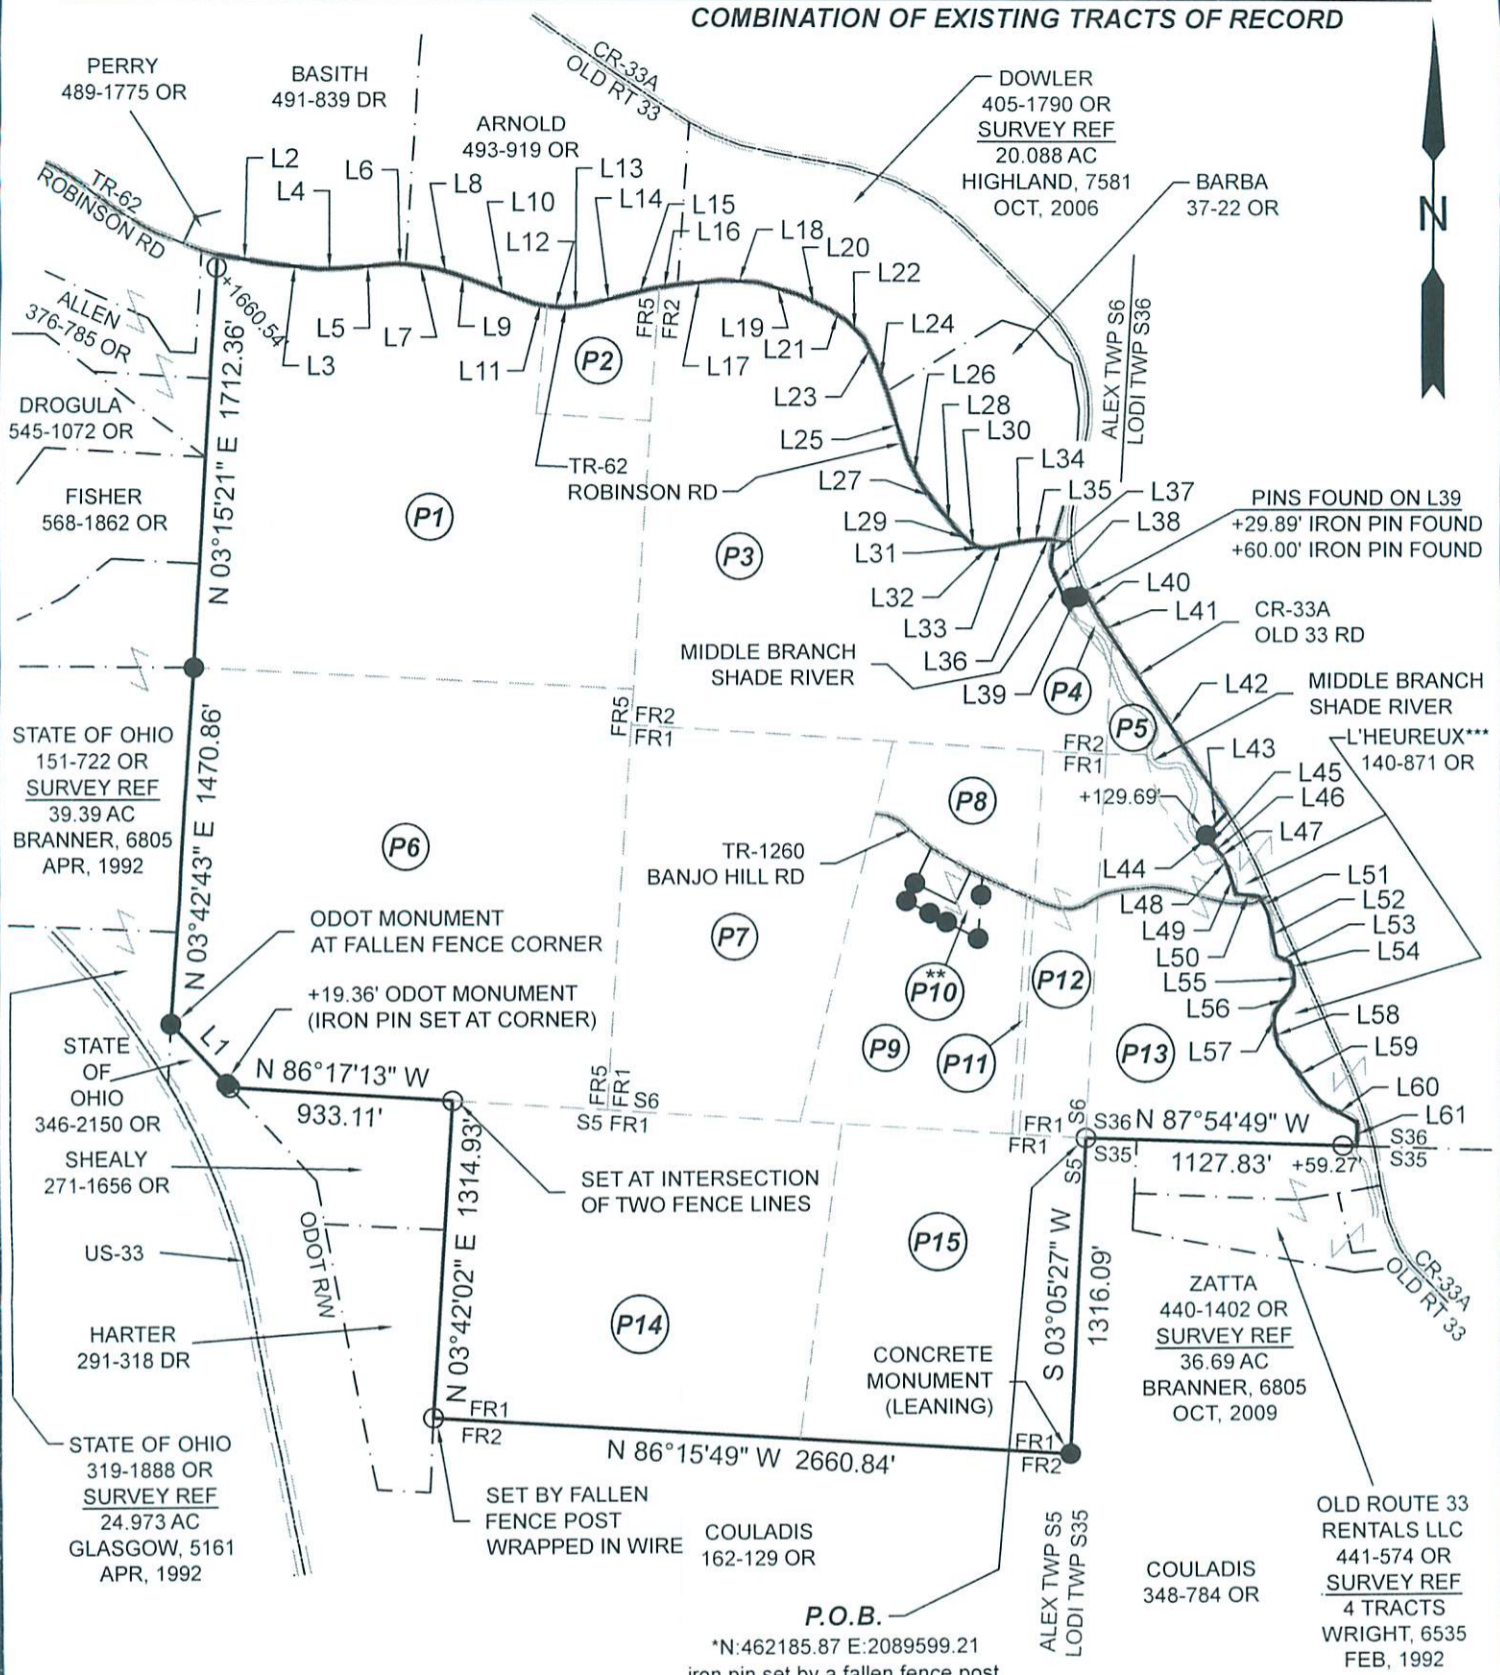 COMBINATION OF EXISTING TRACTS OF RECORD
PERRY
489-1775 OR
BASITH
491-839 DR
ARNOLD
493-919 OR
CR-33A
OLD RT 33
DOWLER
405-1790 OR
SURVEY REF
20.088 AC
HIGHLAND, 7581
OCT, 2006
BARBA
37-22 OR
N
TR-62
ROBINSON RD
L2
L4
L6
L8
L10
L12
L13
L14
L15
L16
L18
L20
L22
L24
L26
L28
L30
L34
L35
L37
L38
L3
L5
L7
L9
L11
L17
L19
L21
L23
L25
L27
L29
L31
L32
L33
L36
L39
+1660.54'
ALLEN
376-785 OR
DROGULA
545-1072 OR
FISHER
568-1862 OR
N 03°15'21" E 1712.36'
FR5
FR2
P2
P1
P3
TR-62
ROBINSON RD
ALEX TWP S6
LODI TWP S36
PINS FOUND ON L39
+29.89' IRON PIN FOUND
+60.00' IRON PIN FOUND
L40
L41
CR-33A
OLD 33 RD
MIDDLE BRANCH
SHADE RIVER
P4
P5
L42
MIDDLE BRANCH
SHADE RIVER
L'HEUREUX***
140-871 OR
L43
L45
L46
L47
+129.69'
L44
L48
L49
L50
L51
L52
L53
L54
L55
L56
L57
L58
L59
L60
L61
FR5
FR2
FR1
FR2
FR1
STATE OF OHIO
151-722 OR
SURVEY REF
39.39 AC
BRANNER, 6805
APR, 1992
N 03°42'43" E 1470.86'
P6
P8
TR-1260
BANJO HILL RD
P7
**
P10
P12
P9
P11
P13
ODOT MONUMENT
AT FALLEN FENCE CORNER
+19.36' ODOT MONUMENT
(IRON PIN SET AT CORNER)
L1
STATE
OF
OHIO
346-2150 OR
N 86°17'13" W
933.11'
FR5
FR1
S6
S5
FR1
FR1
FR1
S6
S5
S36
S35
N 87°54'49" W
1127.83'
+59.27'
S36
S35
SHEALY
271-1656 OR
SET AT INTERSECTION
OF TWO FENCE LINES
US-33
ODOT R/W
N 03°42'02" E 1314.93'
P15
P14
S 03°05'27" W
1316.09'
HARTER
291-318 DR
CONCRETE
MONUMENT
(LEANING)
ZATTA
440-1402 OR
SURVEY REF
36.69 AC
BRANNER, 6805
OCT, 2009
CR-33A
OLD RT 33
FR1
FR2
N 86°15'49" W 2660.84'
FR1
FR2
STATE OF OHIO
319-1888 OR
SURVEY REF
24.973 AC
GLASGOW, 5161
APR, 1992
SET BY FALLEN
FENCE POST
WRAPPED IN WIRE
COULADIS
162-129 OR
ALEX TWP S5
LODI TWP S35
COULADIS
348-784 OR
OLD ROUTE 33
RENTALS LLC
441-574 OR
SURVEY REF
4 TRACTS
WRIGHT, 6535
FEB, 1992
P.O.B.
*N:462185.87 E:2089599.21
iron pin set by a fallen fence post